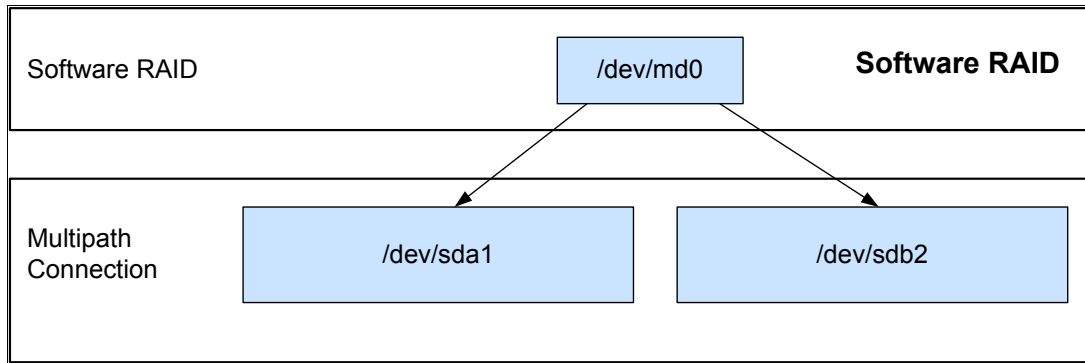 Software RAID
/dev/md0
Software RAID
Multipath
Connection
/dev/sda1
/dev/sdb2